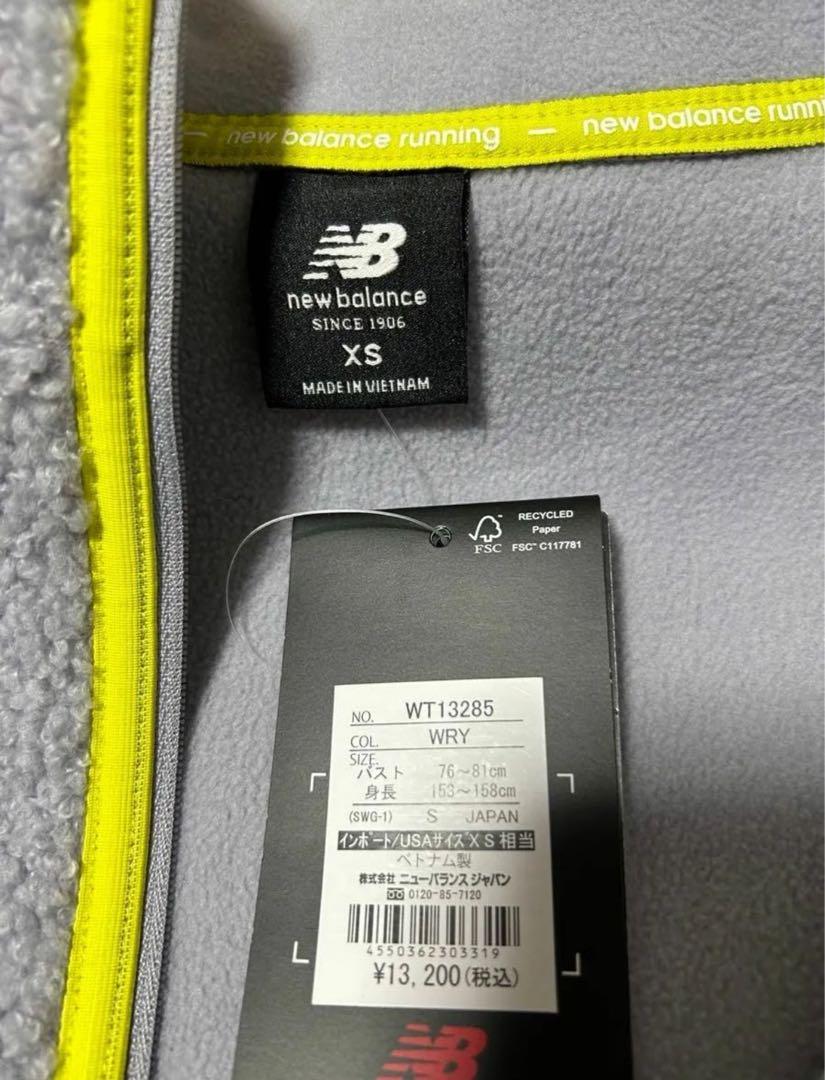 new balance running — new balance runni
NB
new balance
SINCE 1906
XS
MADE IN VIETNAM
RECYCLED
Paper
FSC
FSC™ C117781
NO. WT13285
COL. WRY
SIZE.
バスト 76～81cm
身長 153～158cm
(SWG-1) S JAPAN
インポート/USAサイズXS相当
ベトナム製
株式会社 ニューバランス ジャパン
0120-85-7120
4550362303319
¥13,200(税込)
NB